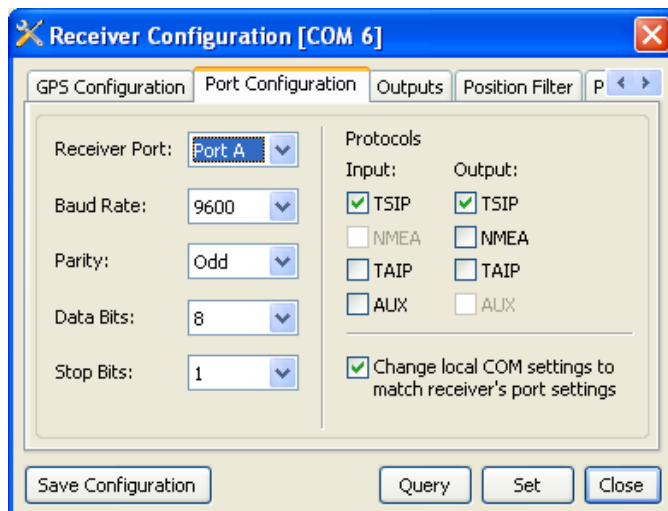 Receiver Configuration [COM 6]
GPS Configuration
Port Configuration
Outputs
Position Filter
P
Receiver Port:
Port A
Baud Rate:
9600
Parity:
Odd
Data Bits:
8
Stop Bits:
1
Protocols
Input:
Output:
TSIP
TSIP
NMEA
NMEA
TAIP
TAIP
AUX
AUX
Change local COM settings to
match receiver's port settings
Save Configuration
Query
Set
Close